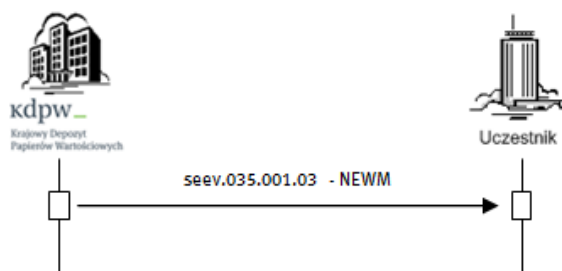 kdpw_
Krajowy Depozyt
Papierów Wartościowych
Uczestnik
seev.035.001.03 - NEWM